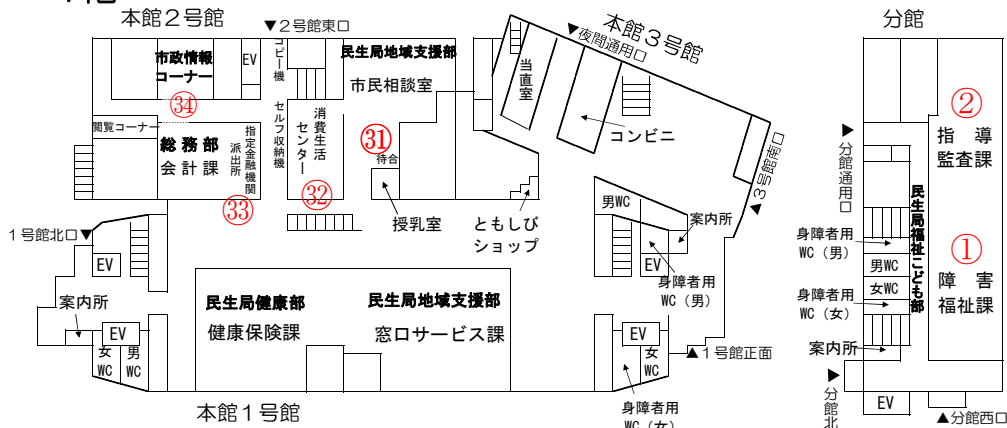 本館２号館
▼２号館東口
本館３号館
▼夜間通用口
分館
市政情報
コーナー
EV
コピー機
民生局地域支援部
市民相談室
当直室
コンビニ
㉞
閲覧コーナー
総務部
会計課
指定金融機関
派出所
㉝
セルフ収納機
消費生活
センター
㉜
㉛
待合
授乳室
ともしび
ショップ
▼３号館南口
男WC
案内所
EV
身障者用
WC（男）
１号館北口▼
EV
案内所
EV
女
WC
男
WC
民生局健康部
健康保険課
民生局地域支援部
窓口サービス課
EV
女
WC
▲１号館正面
身障者用
WC（女）
本館１号館
②
指導
監査課
▼分館通用口
民生局福祉こども部
身障者用
WC（男）
男WC
女WC
身障者用
WC（女）
①
障害
福祉課
案内所
▼分館北
EV
▲分館西口